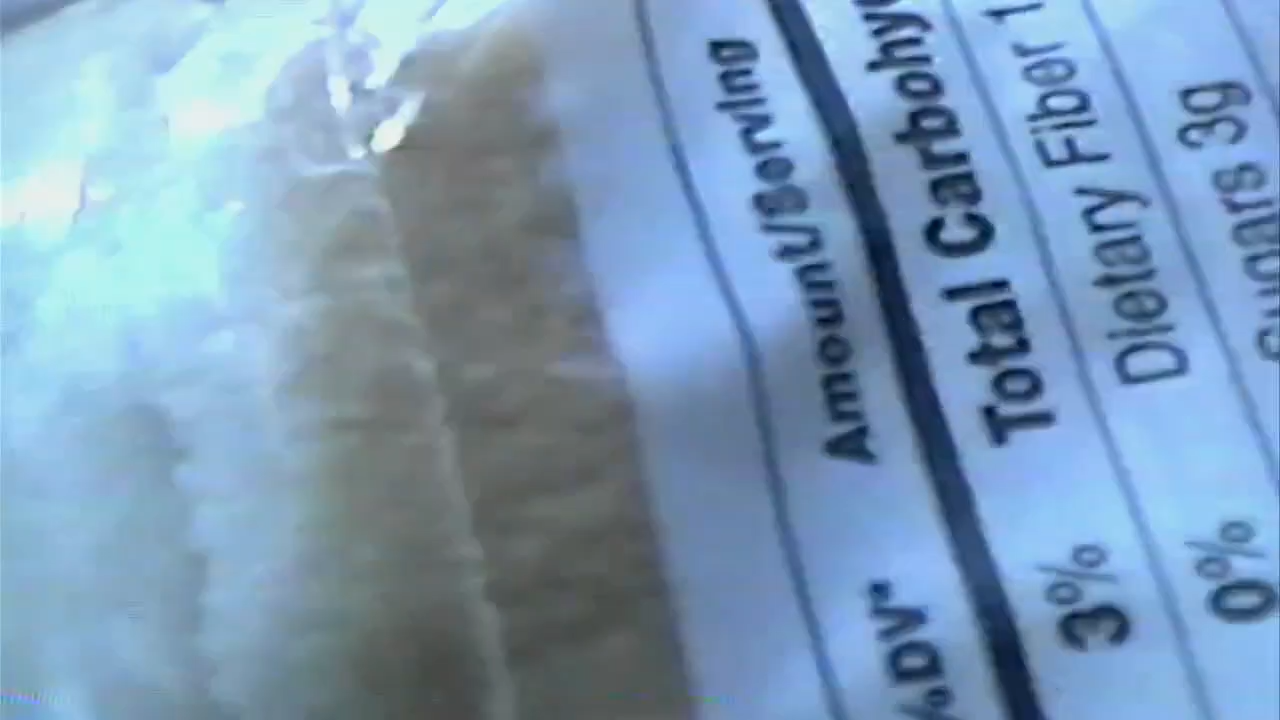 %DV* Amount/Serving
3% Total Carbohy
0% Dietary Fiber 1
Sugars 3g